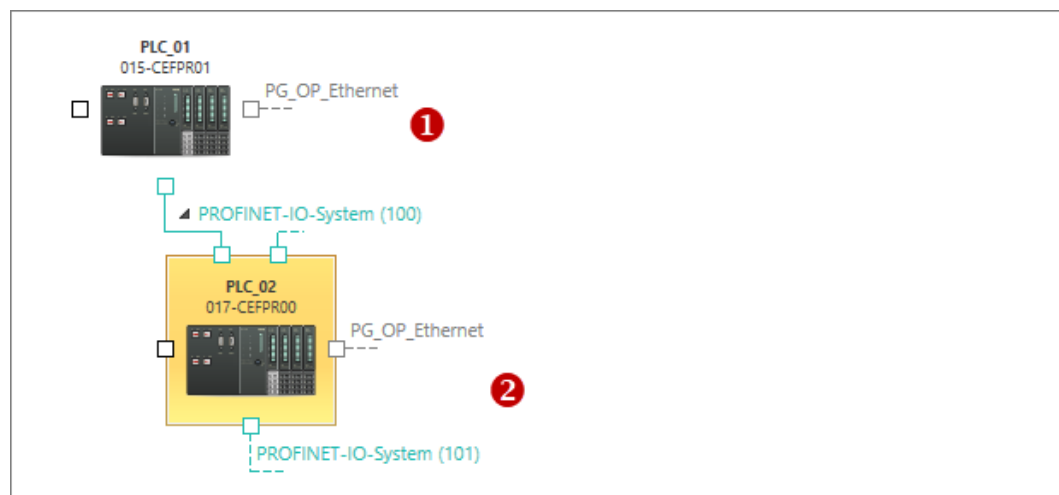 PLC_01
015-CEFPR01
PG_OP_Ethernet
1
PROFINET-IO-System (100)
PLC_02
017-CEFPR00
PG_OP_Ethernet
2
PROFINET-IO-System (101)